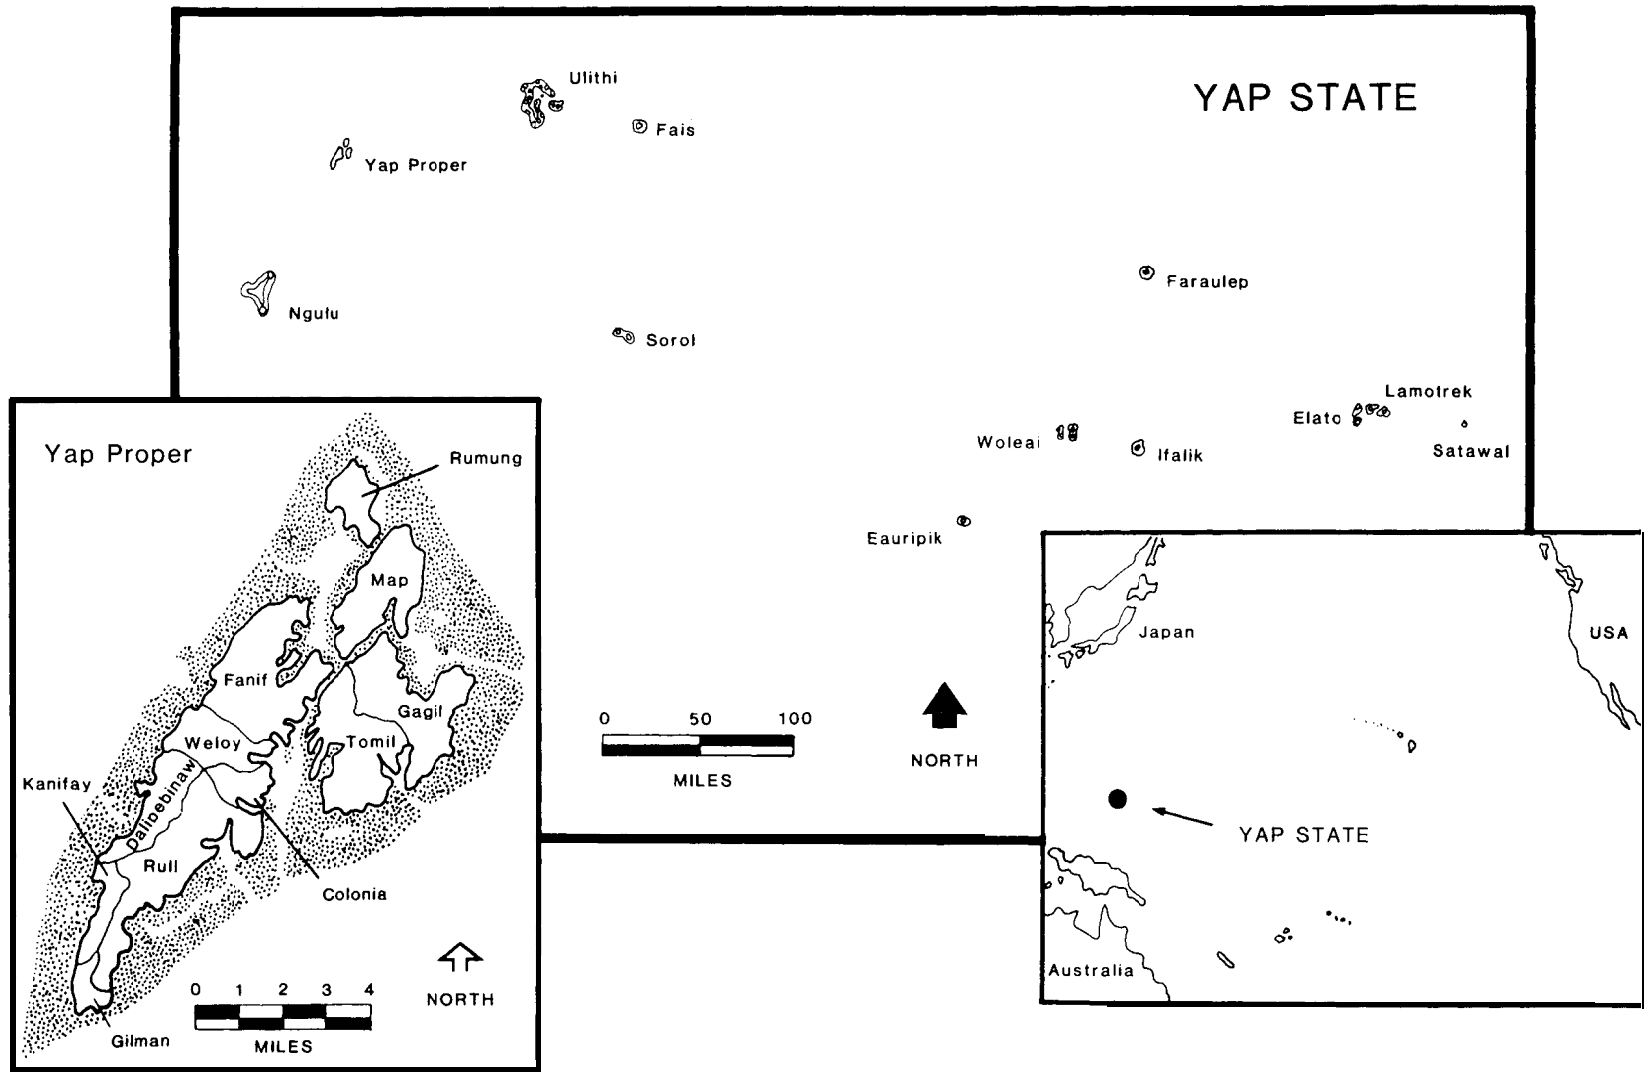 YAP STATE
Ulithi
Fais
Yap Proper
Ngulu
Sorol
Faraulep
Lamotrek
Elato
Satawal
Woleai
Ifalik
Eauripik
0 50 100
MILES
NORTH
Yap Proper
Rumung
Map
Fanif
Gagil
Weloy
Tomil
Kanifay
Dalipebinaw
Rull
Colonia
Gilman
0 1 2 3 4
MILES
NORTH
Japan
USA
YAP STATE
Australia